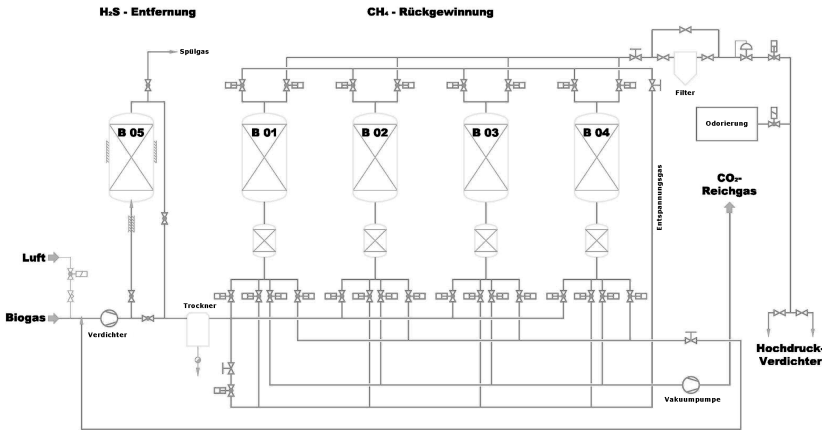 H₂S - Entfernung
CH₄ - Rückgewinnung
Spülgas
Filter
B 05
B 01
B 02
B 03
B 04
Odorierung
CO₂-
Reichgas
Entspannungsgas
Luft
Trockner
Biogas
Verdichter
Hochdruck-
Verdichter
Vakuumpumpe